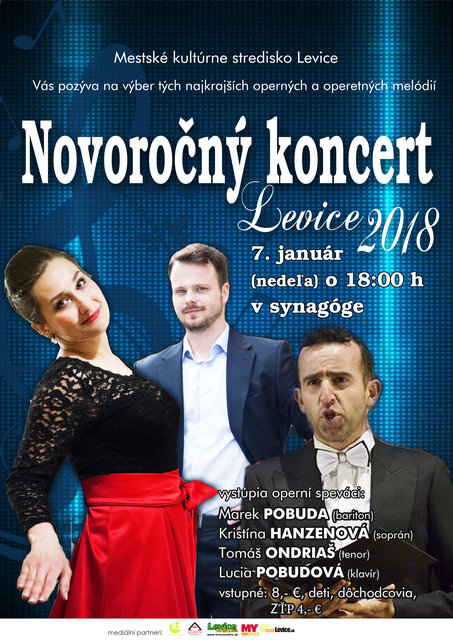 Mestské kultúrne stredisko Levice
Vás pozýva na výber tých najkrajších operných a operetných melódií
Novoročný koncert
Levice 2018
7. január
(nedeľa) o 18:00 h
v synagóge
vystúpia operní speváci:
Marek POBUDA (bariton)
Kristína HANZENOVÁ (soprán)
Tomáš ONDRIAŠ (tenor)
Lucia POBUDOVÁ (klavír)
vstupné: 8,- €, deti, dôchodcovia,
ZŤP 4,- €
mediálni partneri: Levice MY